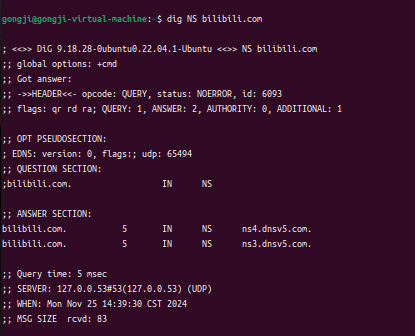 gongji@gongji-virtual-machine:~$ dig NS bilibili.com
; <<>> DiG 9.18.28-0ubuntu0.22.04.1-Ubuntu <<>> NS bilibili.com
;; global options: +cmd
;; Got answer:
;; ->>HEADER<<- opcode: QUERY, status: NOERROR, id: 6093
;; flags: qr rd ra; QUERY: 1, ANSWER: 2, AUTHORITY: 0, ADDITIONAL: 1
;; OPT PSEUDOSECTION:
; EDNS: version: 0, flags:; udp: 65494
;; QUESTION SECTION:
;bilibili.com. IN NS
;; ANSWER SECTION:
bilibili.com. 5 IN NS ns4.dnsv5.com.
bilibili.com. 5 IN NS ns3.dnsv5.com.
;; Query time: 5 msec
;; SERVER: 127.0.0.53#53(127.0.0.53) (UDP)
;; WHEN: Mon Nov 25 14:39:30 CST 2024
;; MSG SIZE rcvd: 83